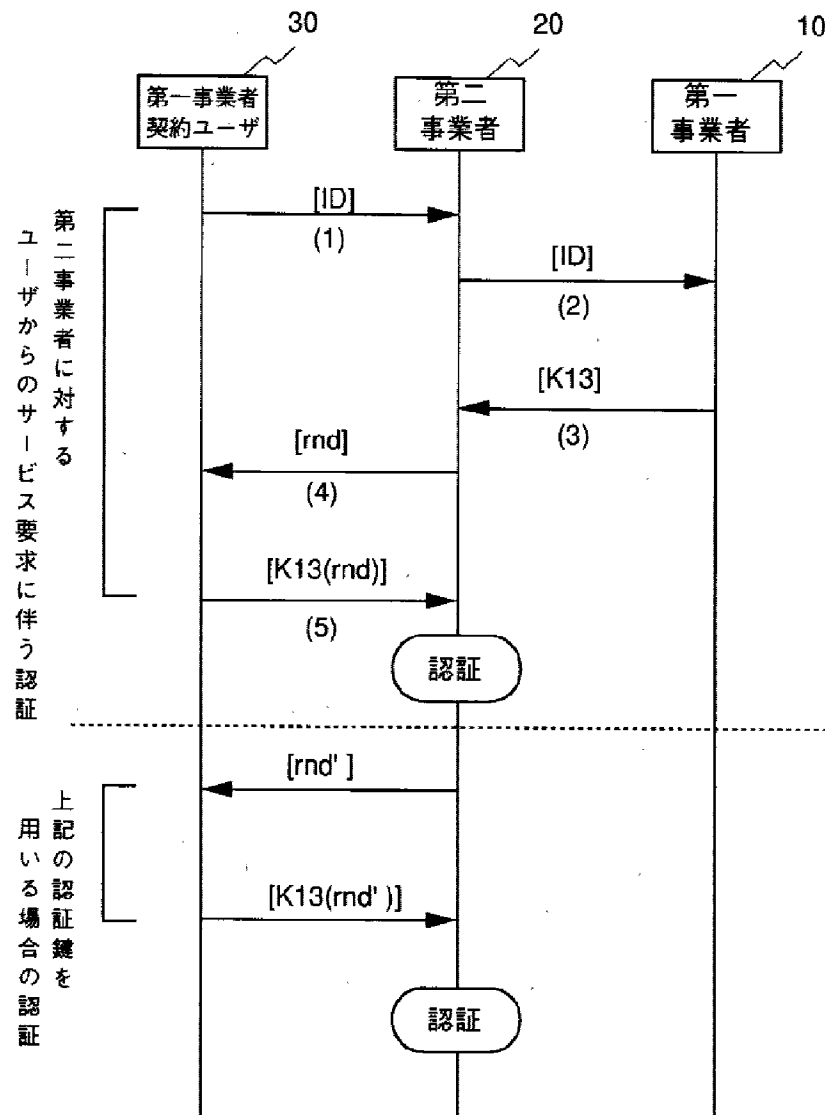 30
20
10
第一事業者
契約ユーザ
第二
事業者
第一
事業者
第二事業者に対する
ユーザからのサービス要求に伴う認証
[ID]
(1)
[ID]
(2)
[K13]
(3)
[rnd]
(4)
[K13(rnd)]
(5)
認証
上記の認証鍵を
用いる場合の認証
[rnd' ]
[K13(rnd' )]
認証